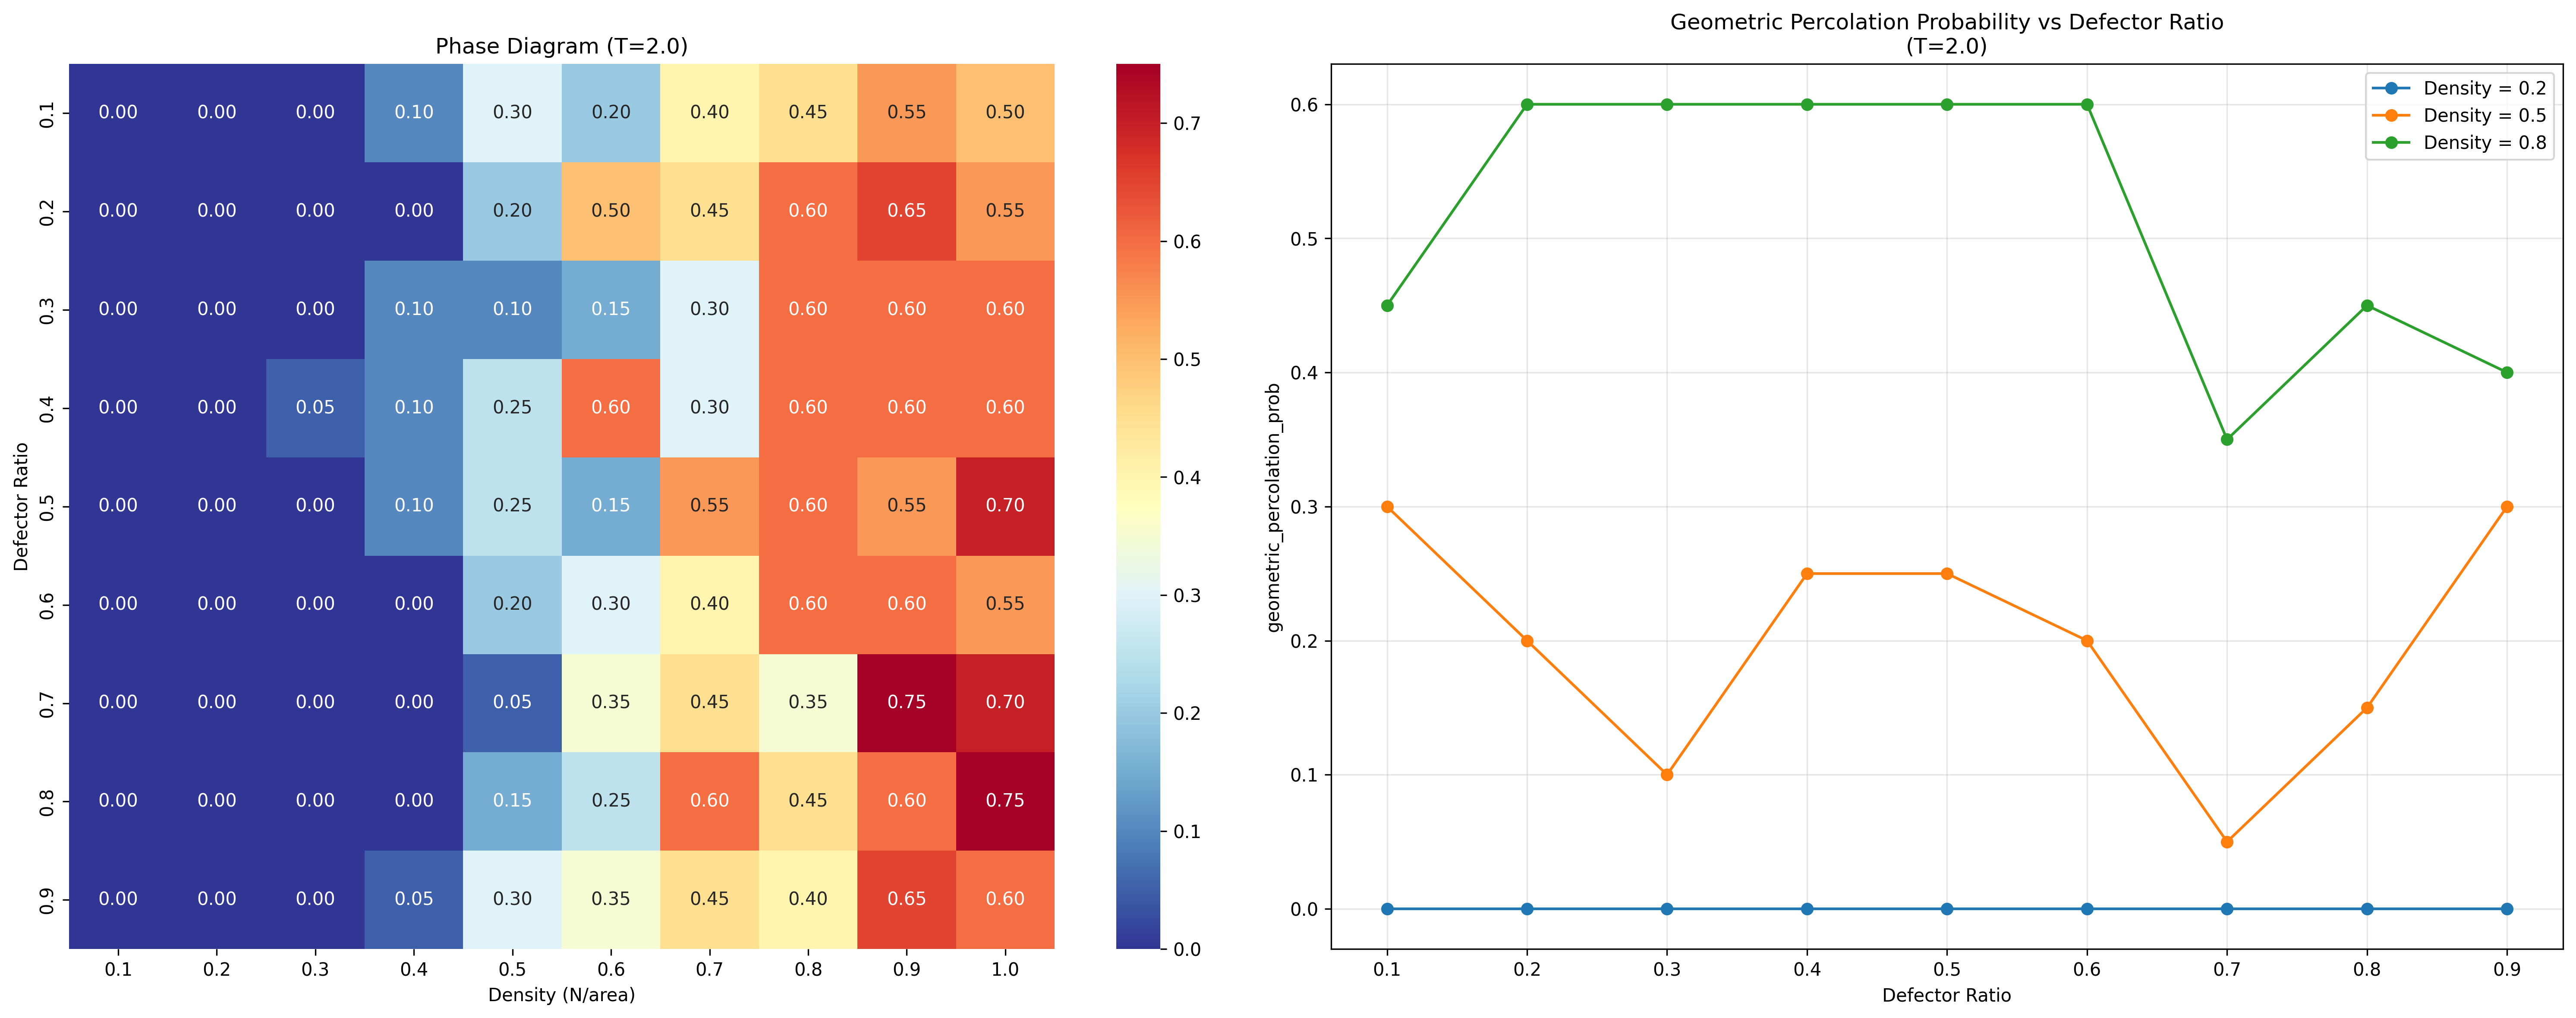 Phase Diagram (T=2.0)
Defector Ratio
0.1 0.00 0.00 0.00 0.10 0.30 0.20 0.40 0.45 0.55 0.50
0.2 0.00 0.00 0.00 0.00 0.20 0.50 0.45 0.60 0.65 0.55
0.3 0.00 0.00 0.00 0.10 0.10 0.15 0.30 0.60 0.60 0.60
0.4 0.00 0.00 0.05 0.10 0.25 0.60 0.30 0.60 0.60 0.60
0.5 0.00 0.00 0.00 0.10 0.25 0.15 0.55 0.60 0.55 0.70
0.6 0.00 0.00 0.00 0.00 0.20 0.30 0.40 0.60 0.60 0.55
0.7 0.00 0.00 0.00 0.00 0.05 0.35 0.45 0.35 0.75 0.70
0.8 0.00 0.00 0.00 0.00 0.15 0.25 0.60 0.45 0.60 0.75
0.9 0.00 0.00 0.00 0.05 0.30 0.35 0.45 0.40 0.65 0.60
0.1 0.2 0.3 0.4 0.5 0.6 0.7 0.8 0.9 1.0
Density (N/area)
0.7
0.6
0.5
0.4
0.3
0.2
0.1
0.0
Geometric Percolation Probability vs Defector Ratio
(T=2.0)
geometric_percolation_prob
0.6
0.5
0.4
0.3
0.2
0.1
0.0
Density = 0.2
Density = 0.5
Density = 0.8
0.1 0.2 0.3 0.4 0.5 0.6 0.7 0.8 0.9
Defector Ratio